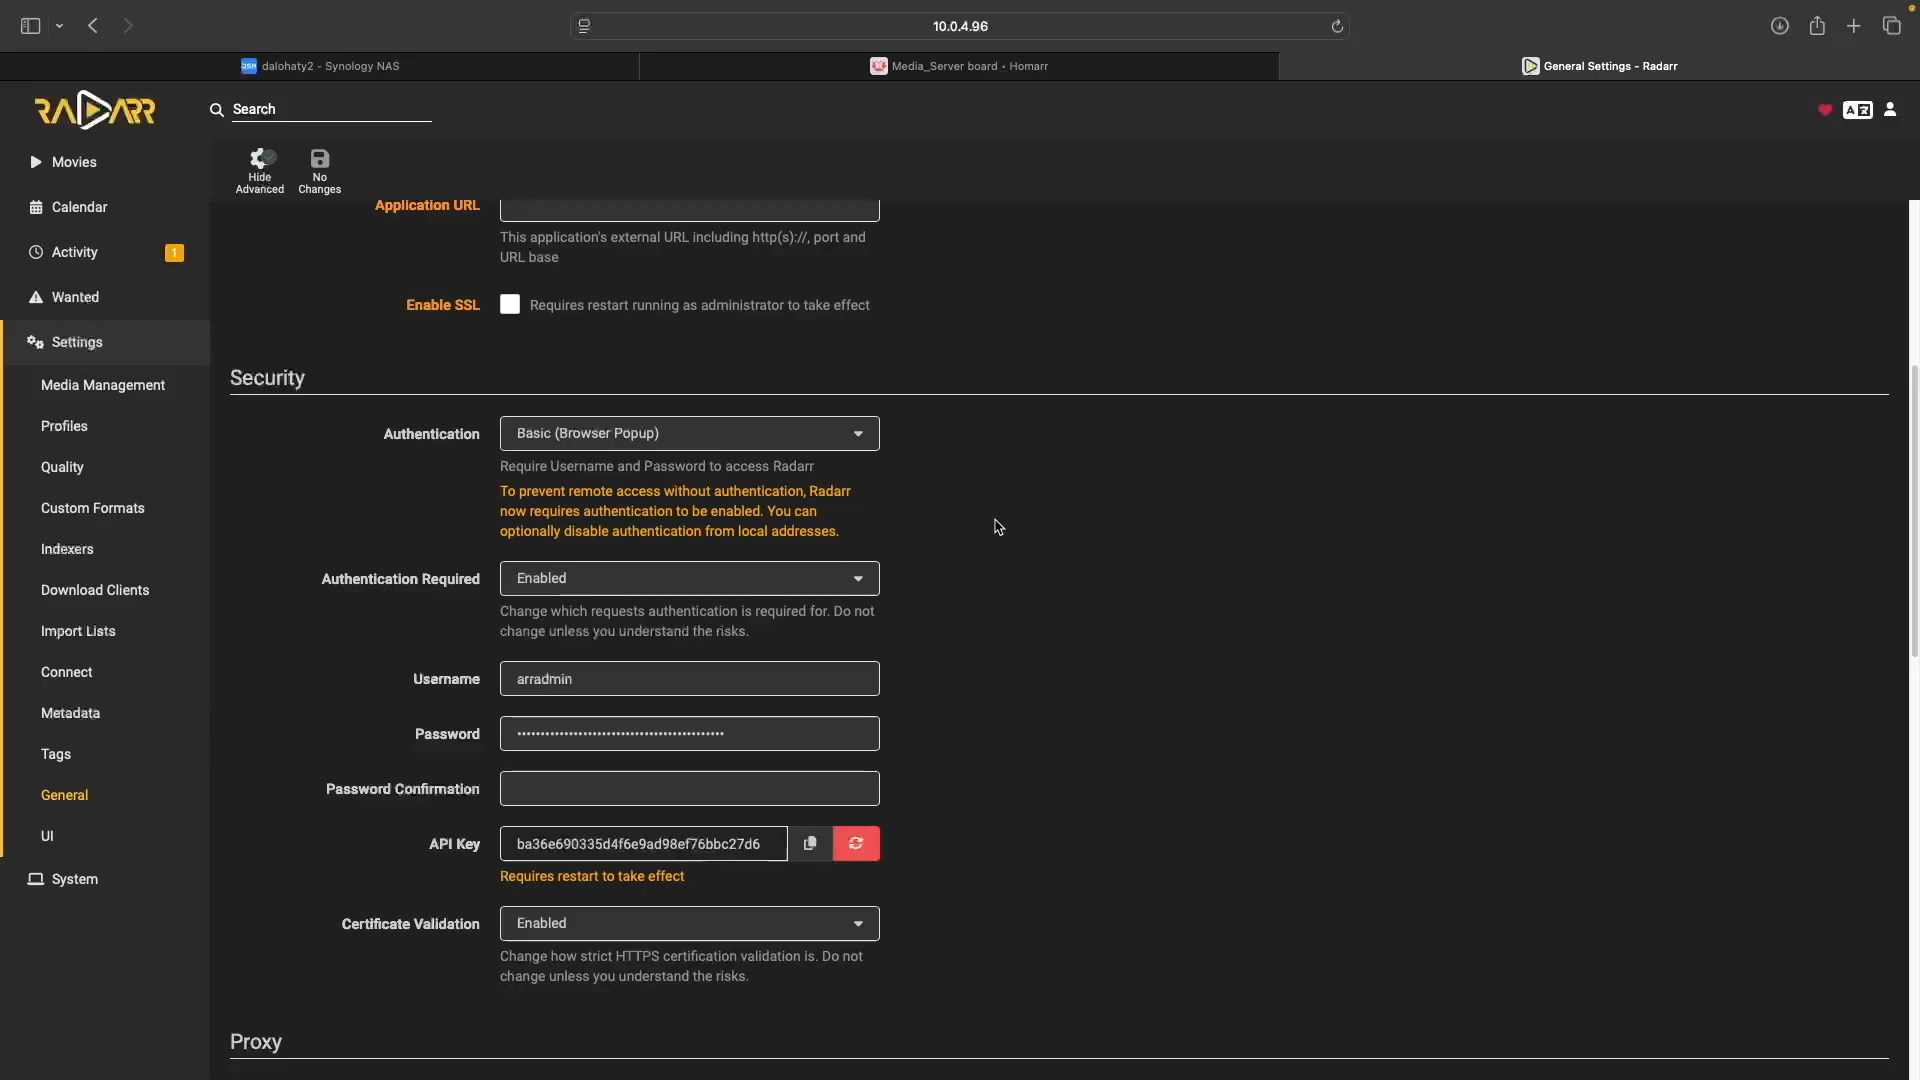 10.0.4.96
dalohaty2 - Synology NAS
Media_Server board • Homarr
General Settings - Radarr
RADARR
Search
Movies
Calendar
Activity
1
Wanted
Settings
Media Management
Profiles
Quality
Custom Formats
Indexers
Download Clients
Import Lists
Connect
Metadata
Tags
General
UI
System
Hide
Advanced
No
Changes
Application URL
This application's external URL including http(s)://, port and
URL base
Enable SSL
Requires restart running as administrator to take effect
Security
Authentication
Basic (Browser Popup)
Require Username and Password to access Radarr
To prevent remote access without authentication, Radarr
now requires authentication to be enabled. You can
optionally disable authentication from local addresses.
Authentication Required
Enabled
Change which requests authentication is required for. Do not
change unless you understand the risks.
Username
arradmin
Password
Password Confirmation
API Key
ba36e690335d4f6e9ad98ef76bbc27d6
Requires restart to take effect
Certificate Validation
Enabled
Change how strict HTTPS certification validation is. Do not
change unless you understand the risks.
Proxy